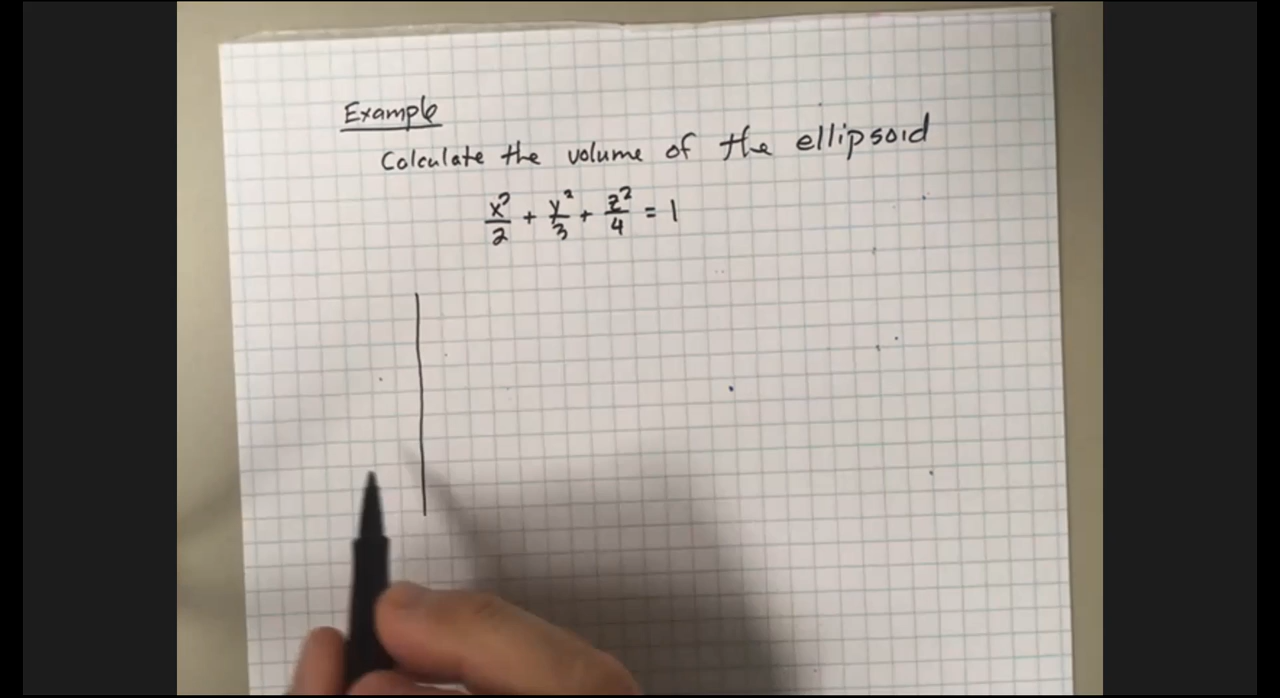 Example
Calculate the volume of the ellipsoid
x²/2 + y²/3 + z²/4 = 1